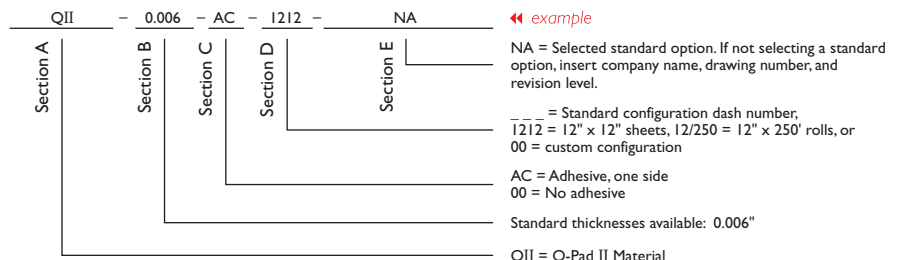 QII – 0.006 – AC – 1212 – NA
example
Section A
Section B
Section C
Section D
Section E
NA = Selected standard option. If not selecting a standard
option, insert company name, drawing number, and
revision level.
_ _ _ = Standard configuration dash number,
1212 = 12" x 12" sheets, 12/250 = 12" x 250' rolls, or
00 = custom configuration
AC = Adhesive, one side
00 = No adhesive
Standard thicknesses available: 0.006"
QII = Q-Pad II Material